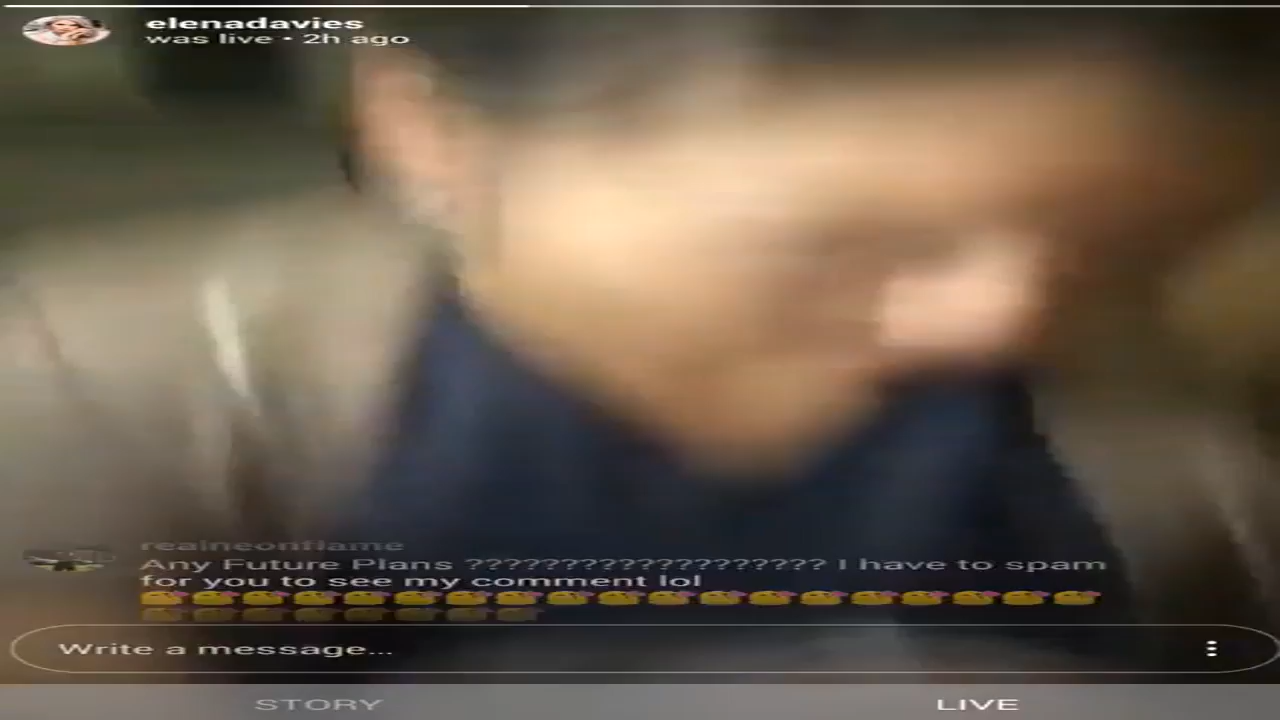 elenadavies
was live • 2h ago
realneonflame
Any Future Plans ??????????????????? I have to spam
for you to see my comment lol
Write a message...
STORY
LIVE